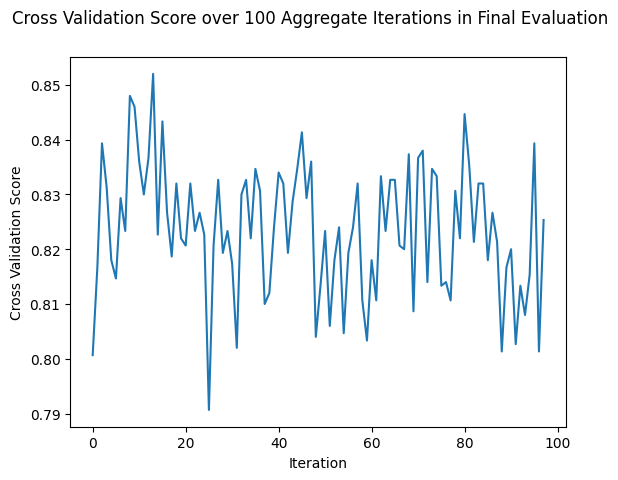 Cross Validation Score over 100 Aggregate Iterations in Final Evaluation
0.85
0.84
0.83
0.82
0.81
0.80
0.79
Cross Validation Score
0 20 40 60 80 100
Iteration